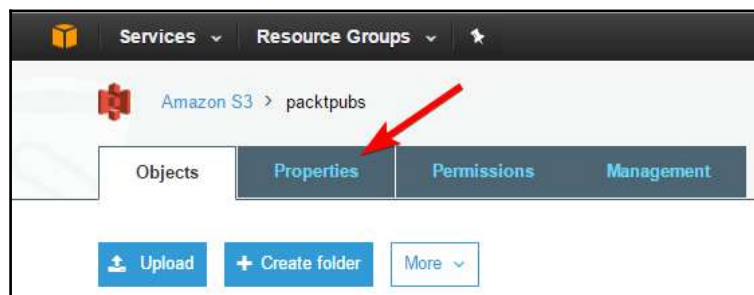 Services Resource Groups
Amazon S3 > packtpubs
Objects Properties Permissions Management
Upload + Create folder More